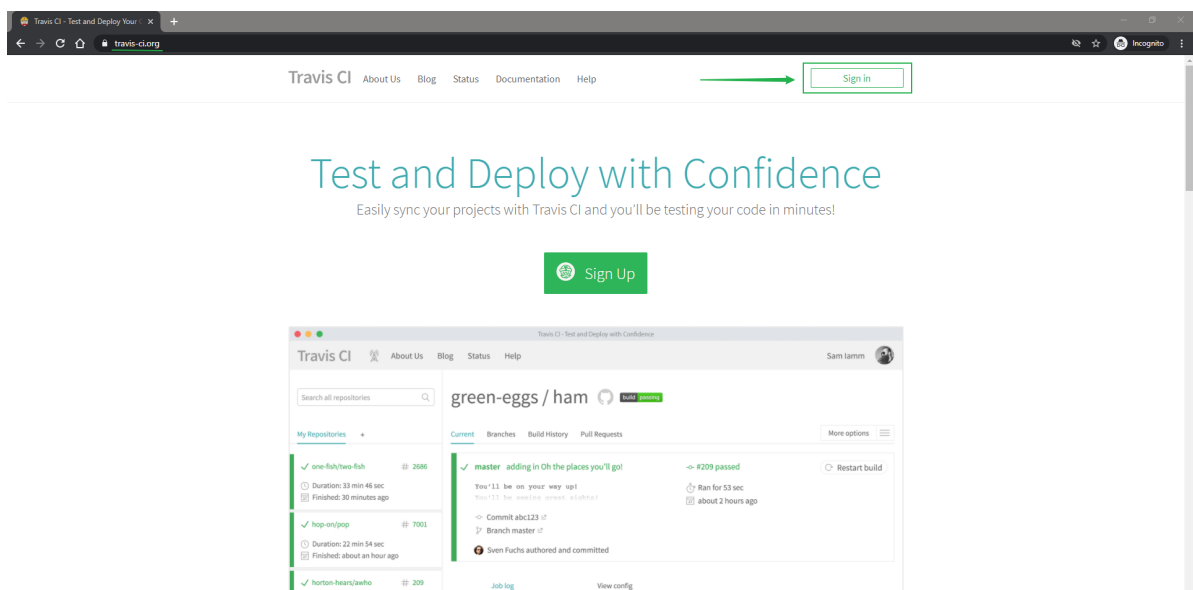 Travis CI - Test and Deploy Your C
travis-ci.org
Incognito
Travis CI About Us Blog Status Documentation Help Sign in
Test and Deploy with Confidence
Easily sync your projects with Travis CI and you'll be testing your code in minutes!
Sign Up
Travis CI - Test and Deploy with Confidence
Travis CI About Us Blog Status Help Sam Iamm
Search all repositories
green-eggs / ham build passing
My Repositories +
Current Branches Build History Pull Requests More options
one-fish/two-fish # 2686
Duration: 33 min 46 sec
Finished: 30 minutes ago
master adding in Oh the places you'll go! #209 passed Restart build
You'll be on your way up! Ran for 53 sec
You'll be seeing great sights! about 2 hours ago
Commit abc123
Branch master
Sven Fuchs authored and committed
hop-on/pop # 7001
Duration: 22 min 54 sec
Finished: about an hour ago
horton-hears/awho # 209
Job log View config